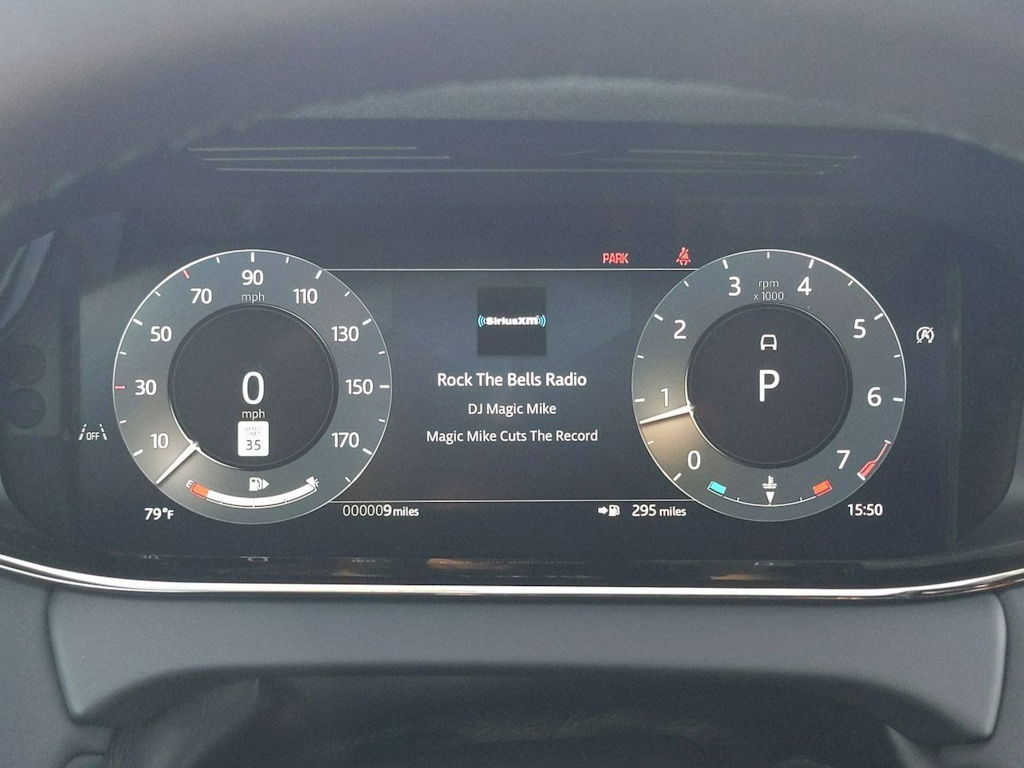 PARK
90
mph
70
110
50
130
30
150
10
170
0
mph
SPEED
LIMIT
35
E
F
OFF
79°F
SiriusXM
Rock The Bells Radio
DJ Magic Mike
Magic Mike Cuts The Record
000009 miles
295 miles
3
rpm
x 1000
4
2
5
1
6
0
7
P
A
15:50